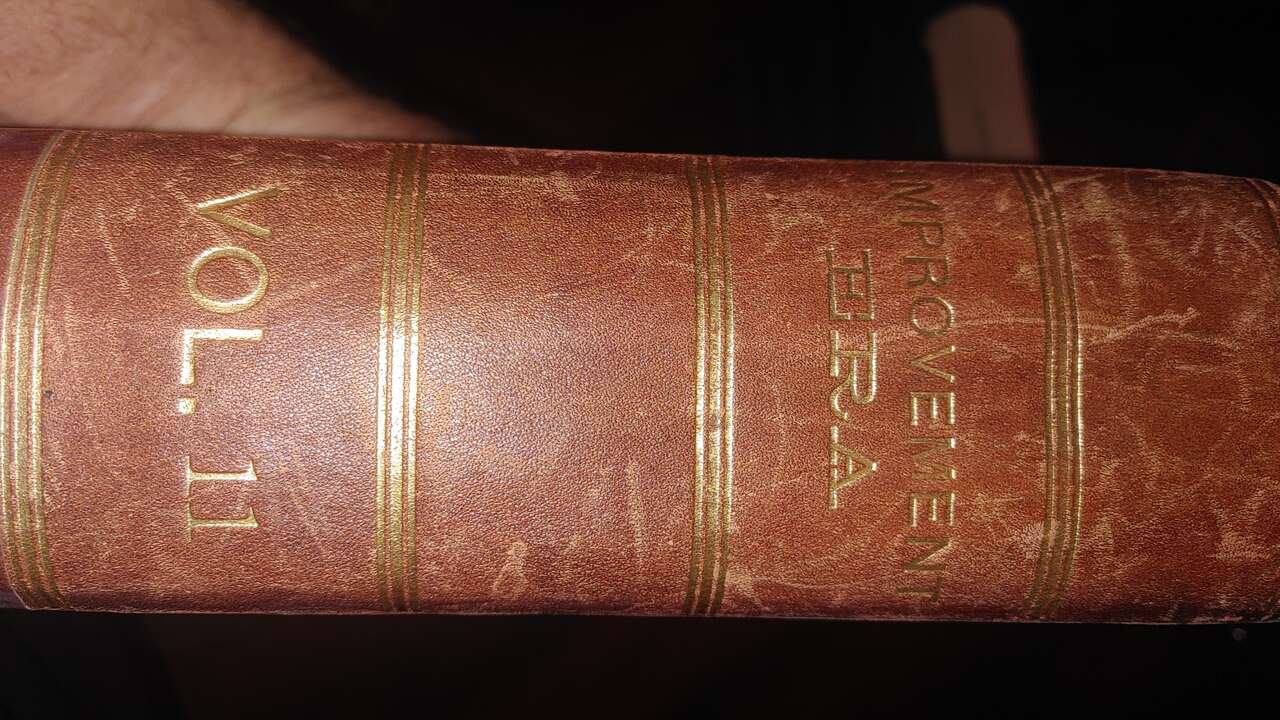 IMPROVEMENT
ERA
VOL. 11